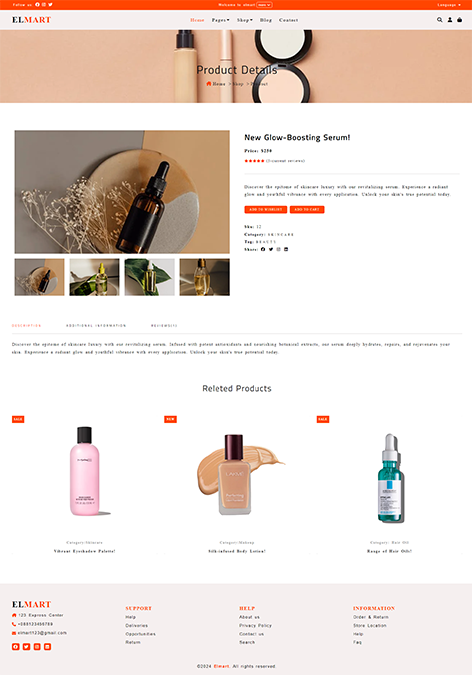 Follow us:
Welcome to elmart
Language
ELMART
Home Pages Shop Blog Contact
Product Details
Home > Shop > Product
New Glow-Boosting Serum!
Price: $250
Discover the epitome of skincare luxury with our revitalizing serum. Experience a radiant
glow and youthful vibrance with every application. Unlock your skin's true potential today.
ADD TO WISHLIST ADD TO CART
Sku: 12
Category: SKINCARE
Tag: BEAUTY
Share:
DESCRIPTION ADDITIONAL INFORMATION
Discover the epitome of skincare luxury with our revitalizing serum. Infused with potent antioxidants and nourishing botanical extracts, our serum deeply hydrates, repairs, and rejuvenates your
skin. Experience a radiant glow and youthful vibrance with every application. Unlock your skin's true potential today.
Releted Products
SALE
NEW
SALE
LAKMÉ
Category-Skincare
Vibrant Eyeshadow Palette!
Category-Makeup
Silk-infused Body Lotion!
Category- Hair Oil
Range of Hair Oils!
ELMART
123 Express Center
+088123456789
elmart123@gmail.com
SUPPORT
Help
Deliveries
Opportunities
Return
HELP
About us
Privacy Policy
Contact us
Search
INFORMATION
Order & Return
Store Location
Help
Faq
©2024 Elmart. All rights reserved